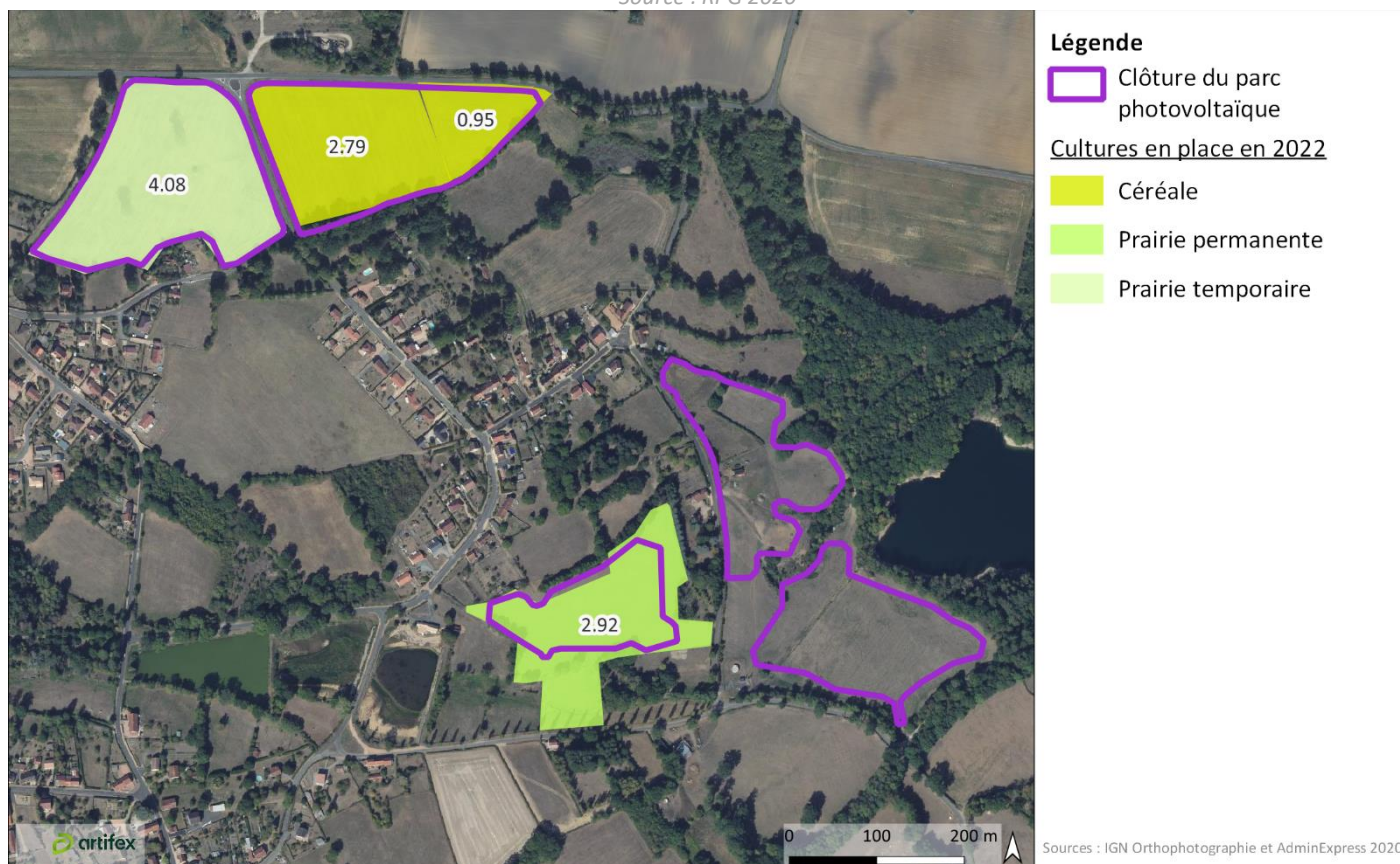 Source : RPG 2020
Légende
Clôture du parc
photovoltaïque
Cultures en place en 2022
Céréale
Prairie permanente
Prairie temporaire
4.08
2.79
0.95
2.92
artifex
0 100 200 m
Sources : IGN Orthophotographie et AdminExpress